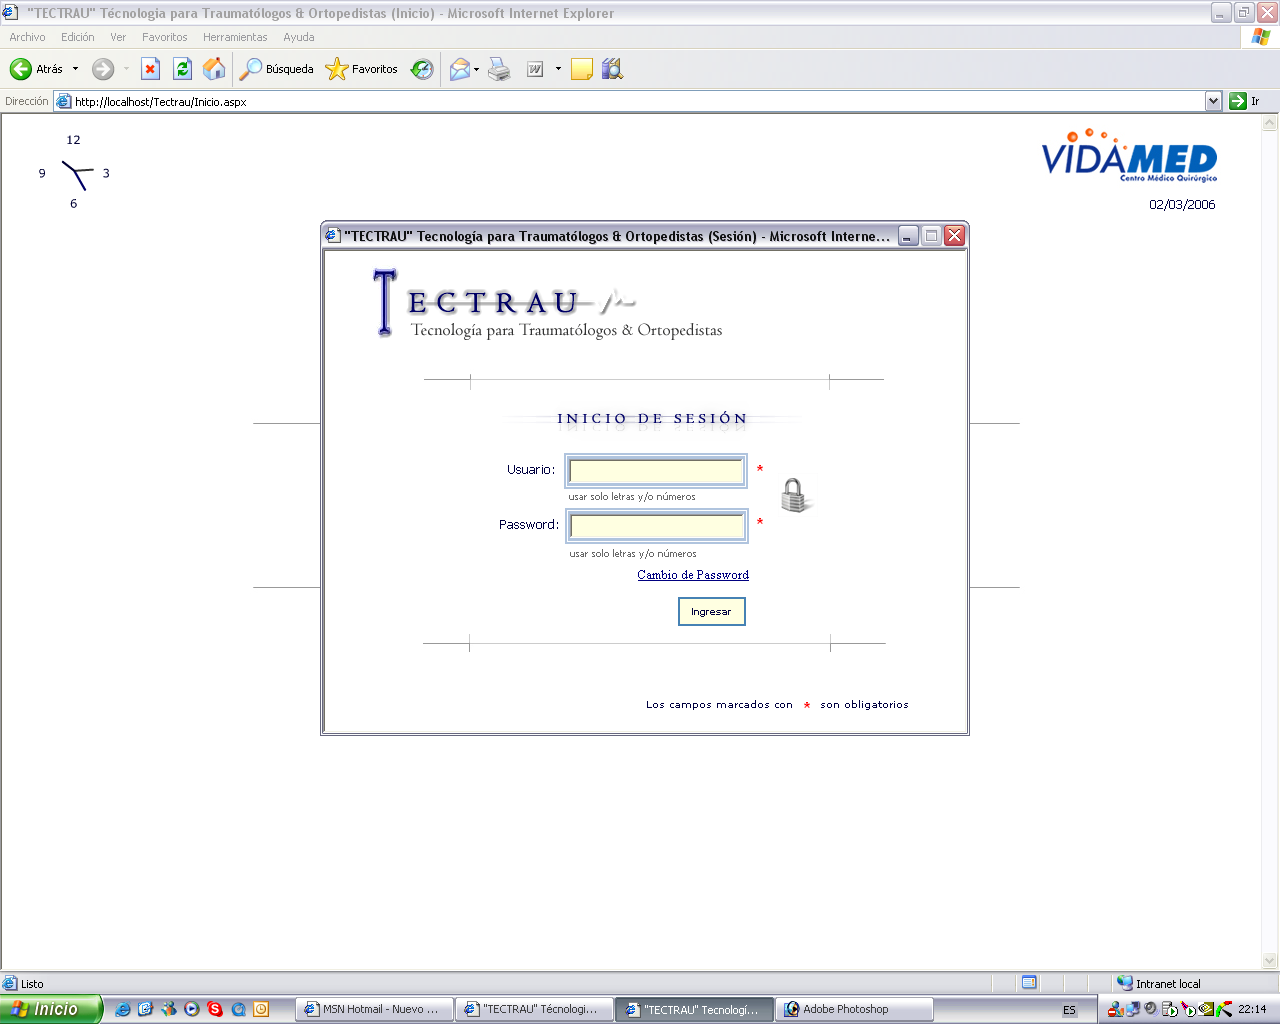 "TECTRAU" Técnologia para Traumatólogos & Ortopedistas (Inicio) - Microsoft Internet Explorer
Archivo Edición Ver Favoritos Herramientas Ayuda
Atrás Búsqueda Favoritos
Dirección http://localhost/Tectrau/Inicio.aspx Ir
12
9 3
6
VIDAMED
Centro Médico Quirúrgico
02/03/2006
"TECTRAU" Tecnología para Traumatólogos & Ortopedistas (Sesión) - Microsoft Interne...
TECTRAU
Tecnología para Traumatólogos & Ortopedistas
INICIO DE SESIÓN
Usuario: *
usar solo letras y/o números
Password: *
usar solo letras y/o números
Cambio de Password
Ingresar
Los campos marcados con * son obligatorios
Listo Intranet local
Inicio MSN Hotmail - Nuevo ... "TECTRAU" Técnologi... "TECTRAU" Tecnologí... Adobe Photoshop ES 22:14